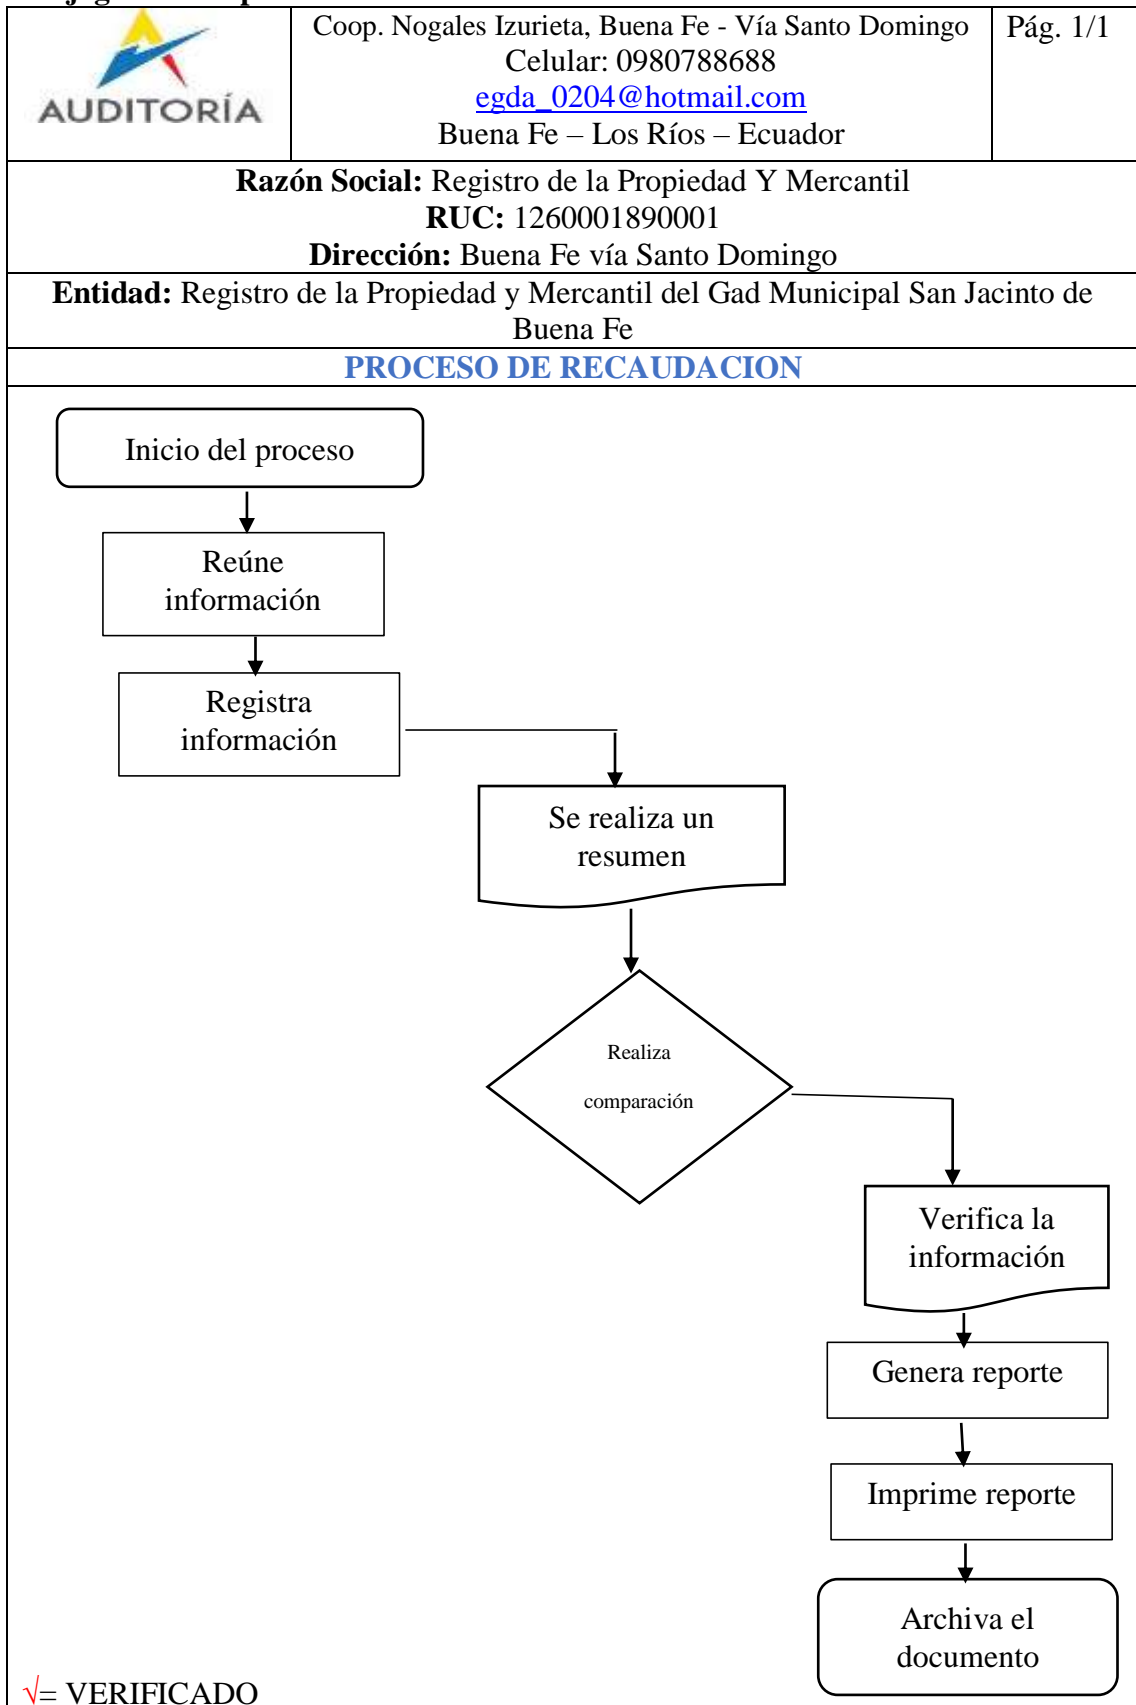 AUDITORÍA
Coop. Nogales Izurieta, Buena Fe - Vía Santo Domingo
Celular: 0980788688
egda_0204@hotmail.com
Buena Fe – Los Ríos – Ecuador
Pág. 1/1
Razón Social: Registro de la Propiedad Y Mercantil
RUC: 1260001890001
Dirección: Buena Fe vía Santo Domingo
Entidad: Registro de la Propiedad y Mercantil del Gad Municipal San Jacinto de
Buena Fe
PROCESO DE RECAUDACION
Inicio del proceso
Reúne
información
Registra
información
Se realiza un
resumen
Realiza
comparación
Verifica la
información
Genera reporte
Imprime reporte
Archiva el
documento
√= VERIFICADO